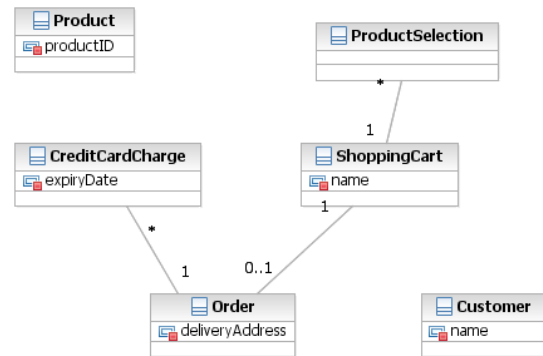 Product
productID
ProductSelection
*
1
CreditCardCharge
expiryDate
ShoppingCart
name
1
*
1
0..1
Order
deliveryAddress
Customer
name